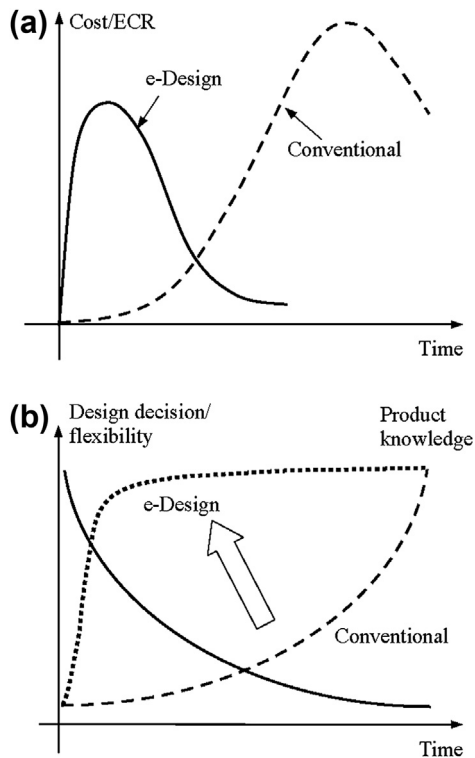 (a)
Cost/ECR
e-Design
Conventional
Time
(b)
Design decision/
flexibility
Product
knowledge
e-Design
Conventional
Time